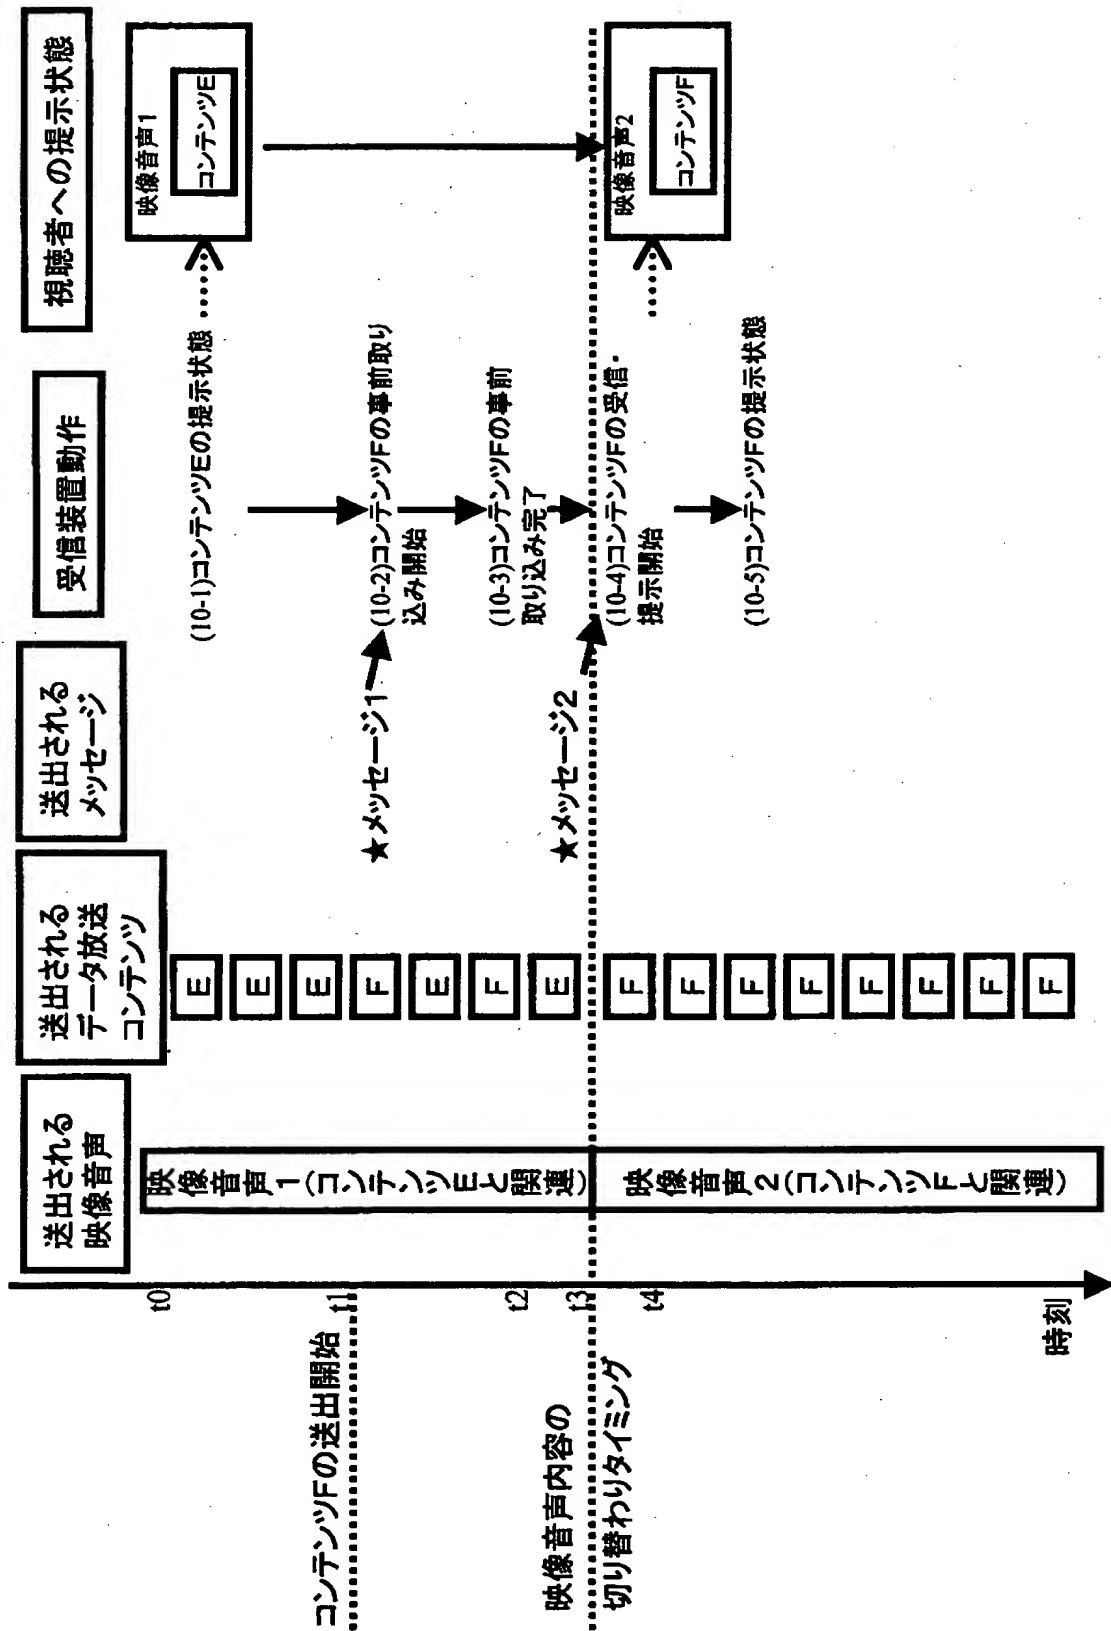 視聴者への提示状態
映像音声1
コンテンツE
映像音声2
コンテンツF
受信装置動作
(10-1)コンテンツEの提示状態
(10-2)コンテンツFの事前取り
込み開始
(10-3)コンテンツFの事前
取り込み完了
(10-4)コンテンツFの受信・
提示開始
(10-5)コンテンツFの提示状態
送出される
メッセージ
★メッセージ1
★メッセージ2
送出される
データ放送
コンテンツ
E
E
E
F
E
F
E
F
F
F
F
F
F
F
F
送出される
映像音声
映像音声1(コンテンツEと関連)
映像音声2(コンテンツFと関連)
t0
t1
t2
t3
t4
時刻
コンテンツFの送出開始
映像音声内容の
切り替わりタイミング